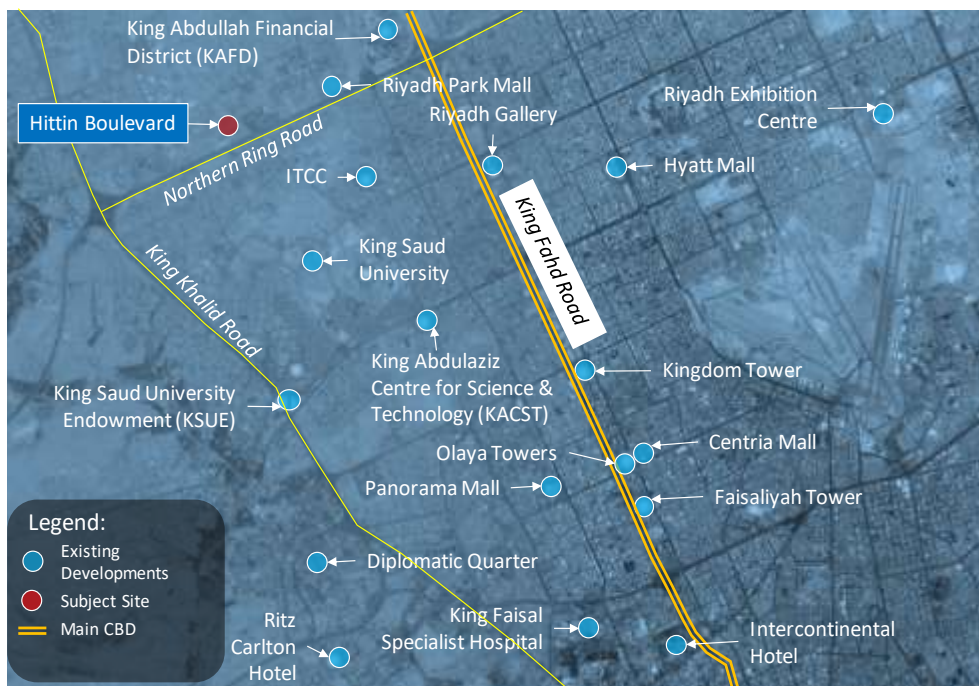 King Abdullah Financial
District (KAFD)
Riyadh Park Mall
Riyadh Gallery
Riyadh Exhibition
Centre
Hittin Boulevard
Northern Ring Road
ITCC
Hyatt Mall
King Fahd Road
King Saud
University
King Khalid Road
King Abdulaziz
Centre for Science &
Technology (KACST)
Kingdom Tower
King Saud University
Endowment (KSUE)
Centria Mall
Olaya Towers
Panorama Mall
Faisaliyah Tower
Legend:
Existing
Developments
Subject Site
Main CBD
Diplomatic Quarter
Ritz
Carlton
Hotel
King Faisal
Specialist Hospital
Intercontinental
Hotel